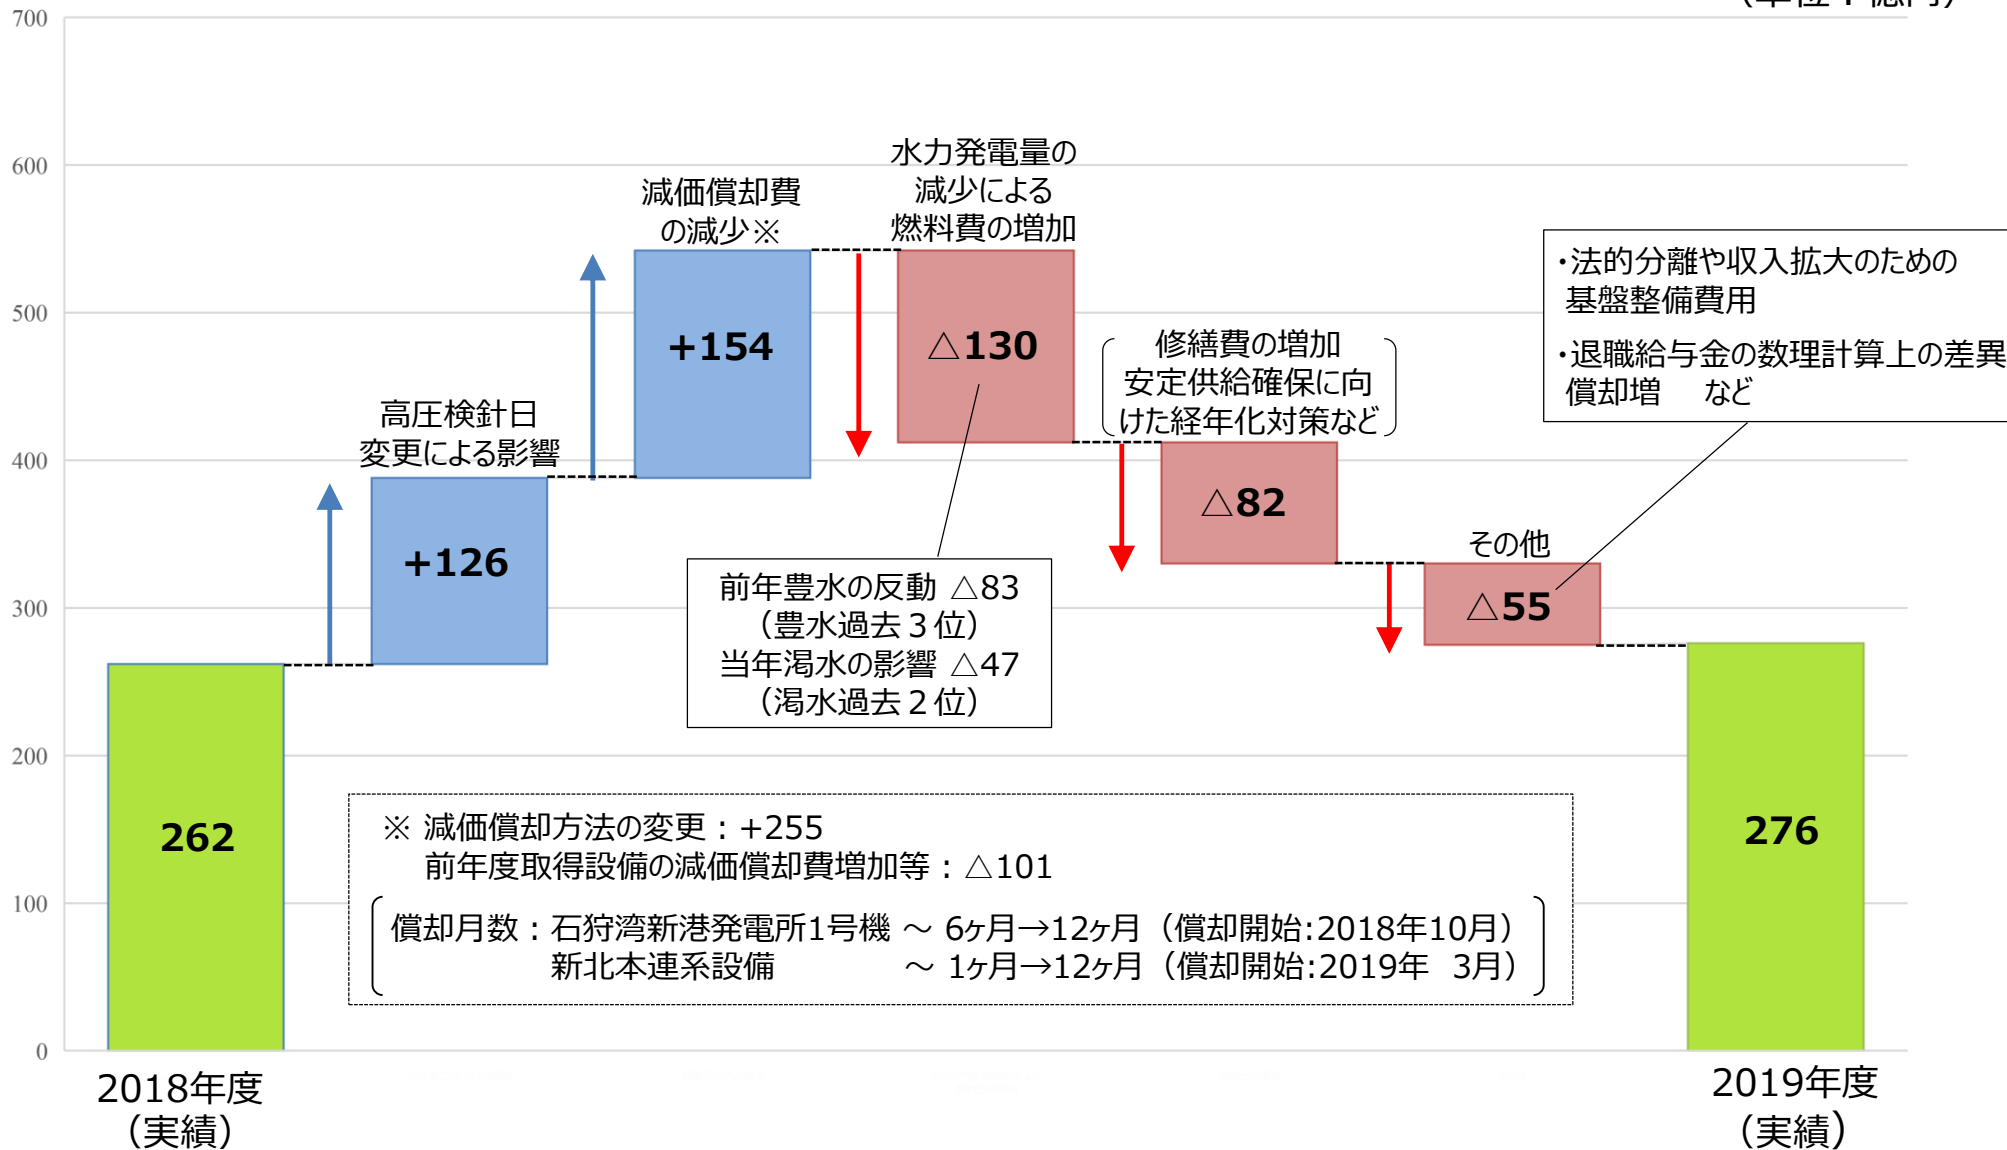 （単位：億円）
700
600
500
400
300
200
100
0
262
2018年度
（実績）
高圧検針日
変更による影響
+126
減価償却費
の減少※
+154
水力発電量の
減少による
燃料費の増加
△130
前年豊水の反動 △83
（豊水過去３位）
当年渇水の影響 △47
（渇水過去２位）
修繕費の増加
安定供給確保に向
けた経年化対策など
△82
その他
△55
・法的分離や収入拡大のための
基盤整備費用
・退職給与金の数理計算上の差異
償却増　など
276
2019年度
（実績）
※ 減価償却方法の変更：+255
前年度取得設備の減価償却費増加等：△101
償却月数：石狩湾新港発電所1号機 ～ 6ヶ月→12ヶ月（償却開始:2018年10月）
新北本連系設備 ～ 1ヶ月→12ヶ月（償却開始:2019年 3月）